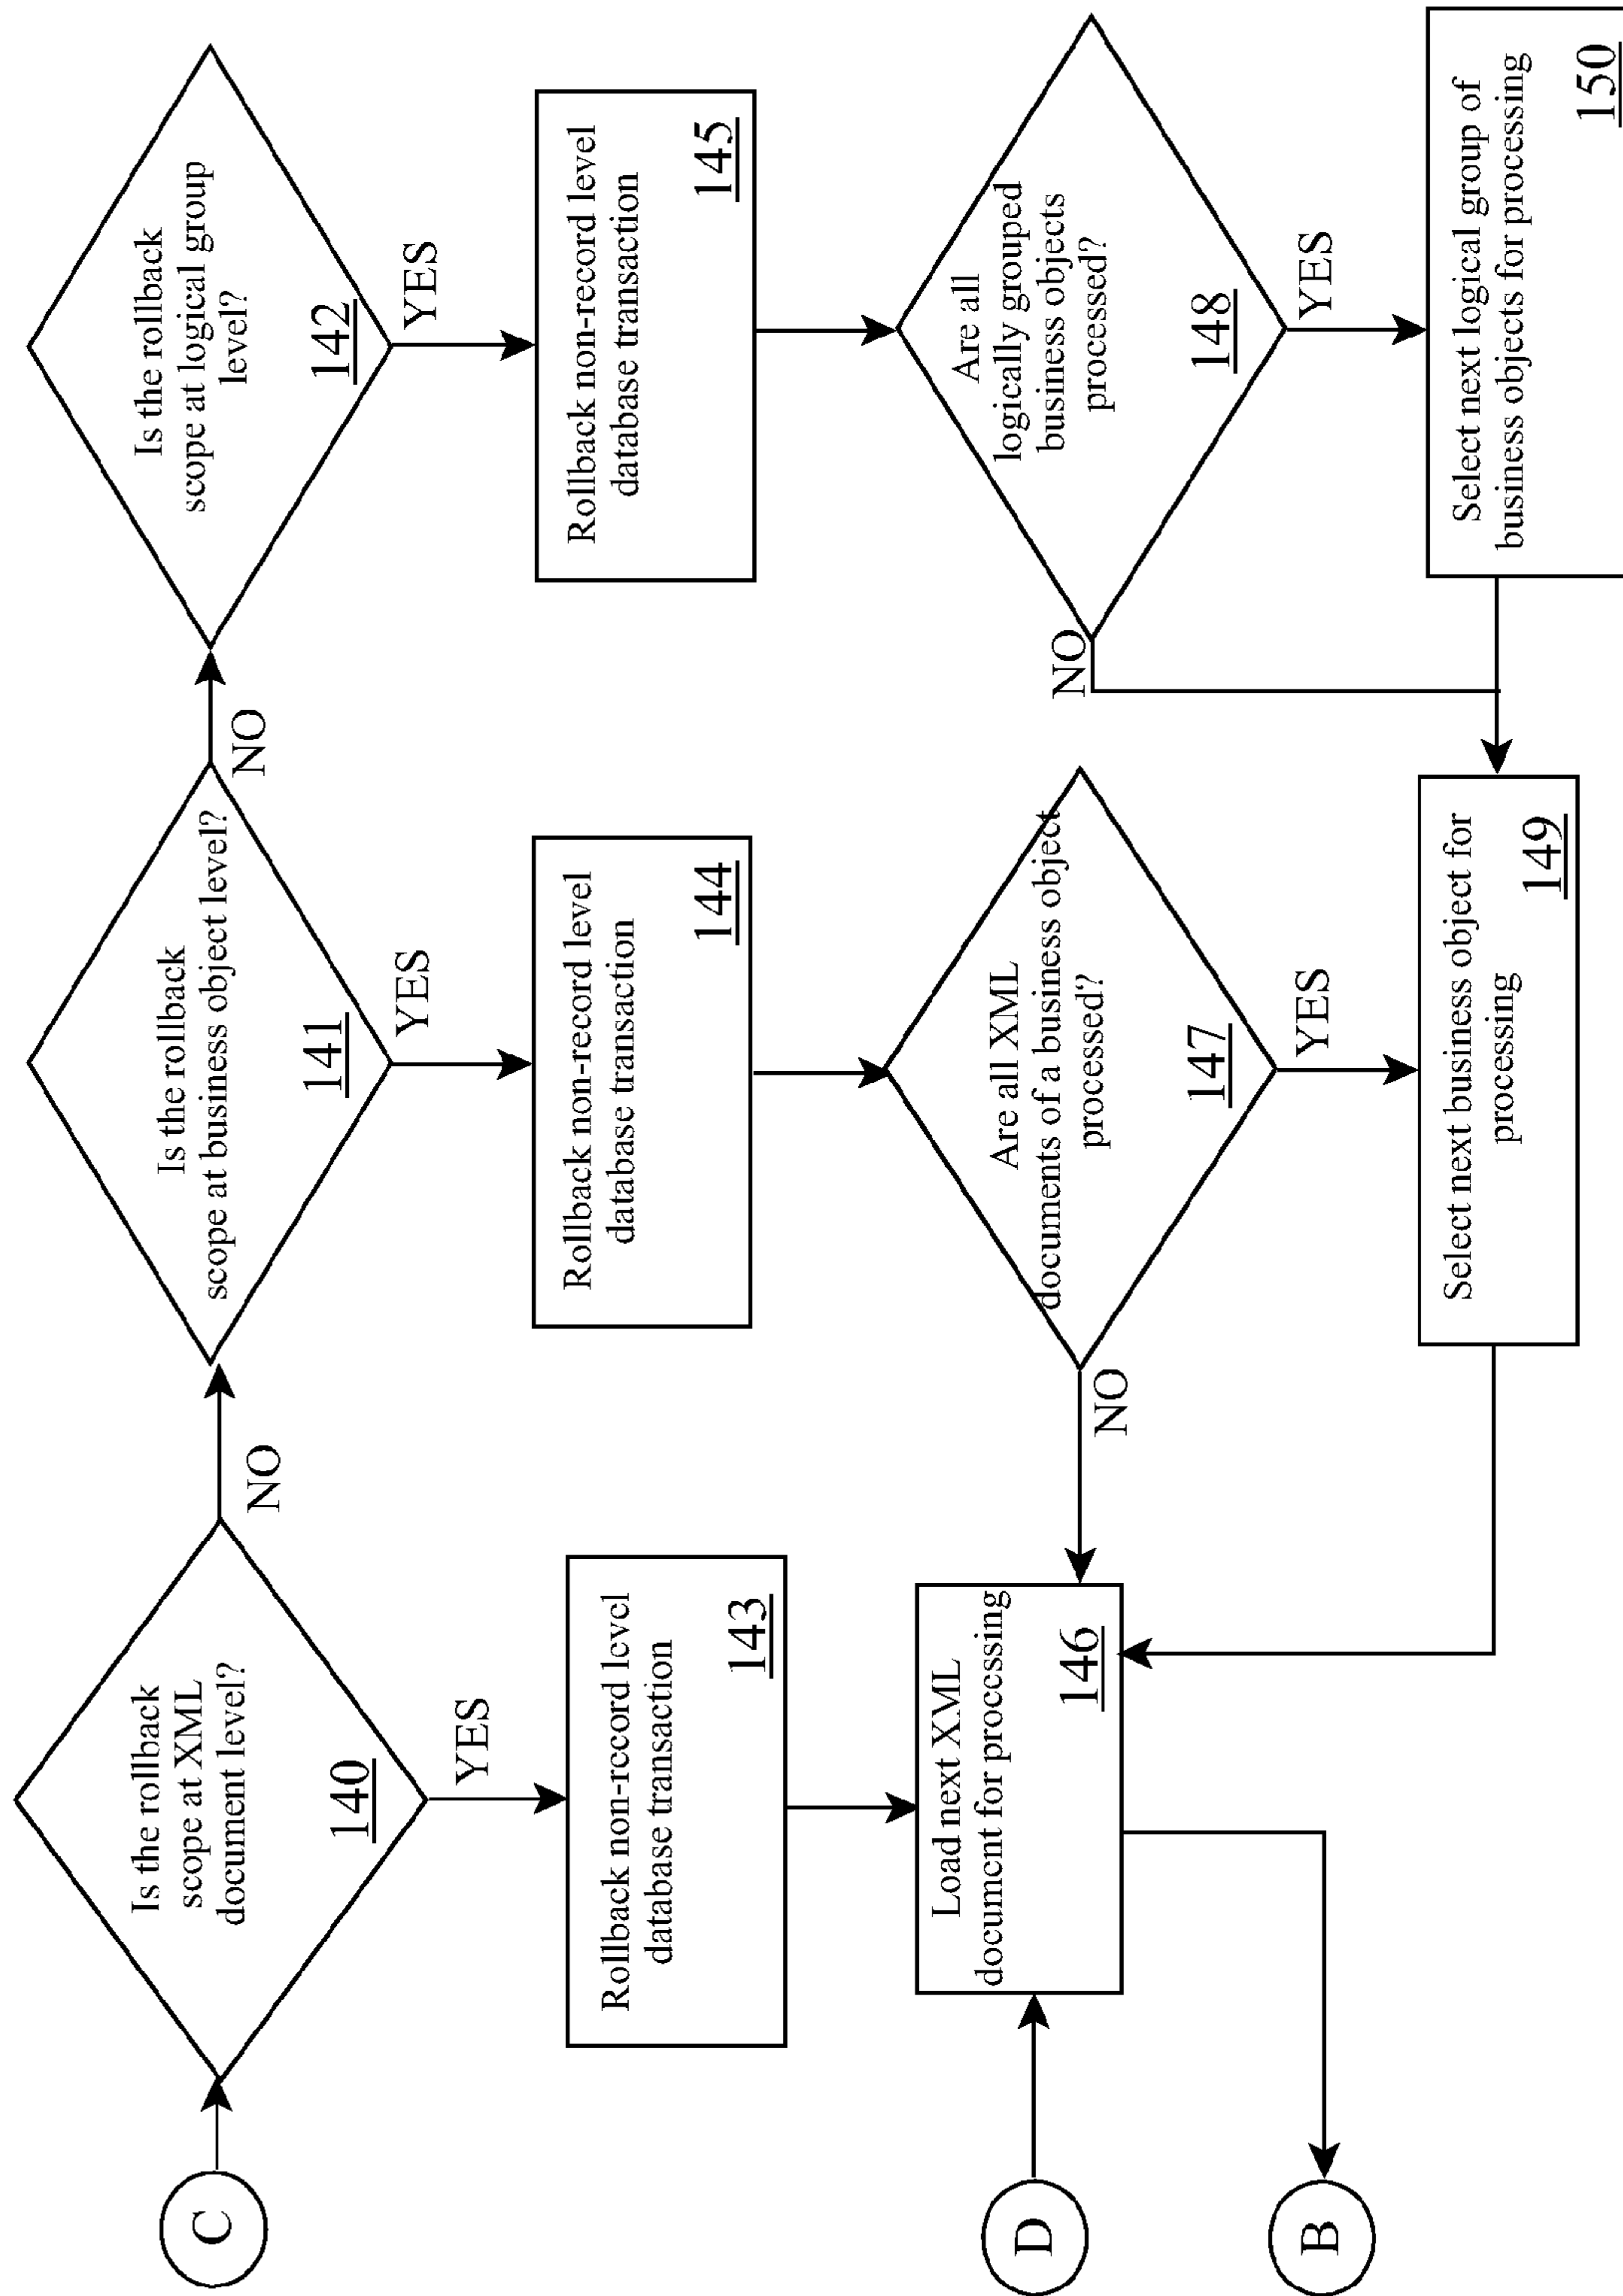 C
Is the rollback
scope at XML
document level?
140
NO
Is the rollback
scope at business object level?
141
NO
Is the rollback
scope at logical group
level?
142
YES
YES
YES
Rollback non-record level
database transaction
143
Rollback non-record level
database transaction
144
Rollback non-record level
database transaction
145
D
Load next XML
document for processing
146
NO
Are all XML
documents of a business object
processed?
147
YES
NO
Are all
logically grouped
business objects
processed?
148
YES
B
Select next business object for
processing
149
Select next logical group of
business objects for processing
150